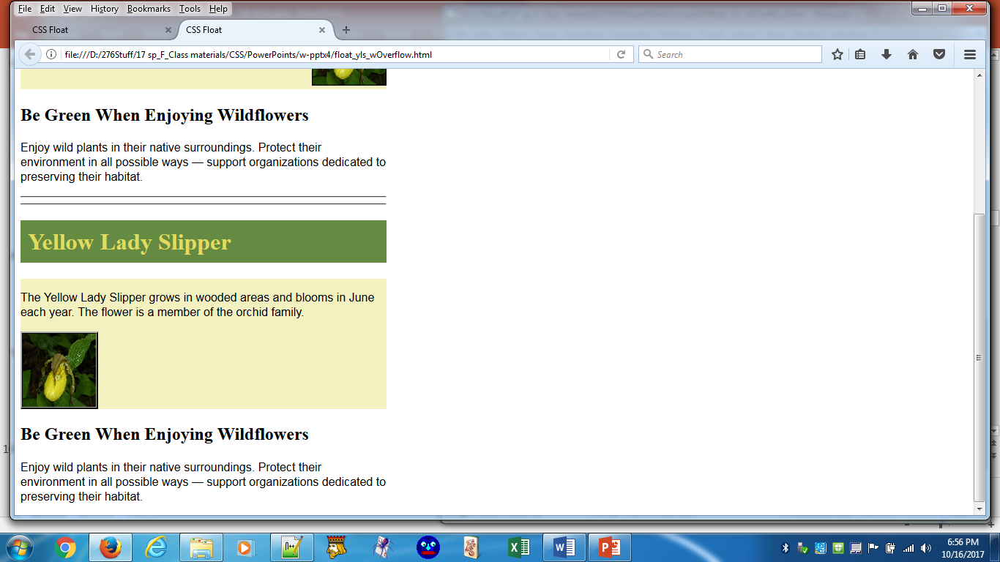 File Edit View History Bookmarks Tools Help
CSS Float
CSS Float
file:///D:/276Stuff/17 sp_F_Class materials/CSS/PowerPoints/w-pptx4/float_yls_wOverflow.html
Search
Be Green When Enjoying Wildflowers
Enjoy wild plants in their native surroundings. Protect their
environment in all possible ways — support organizations dedicated to
preserving their habitat.
Yellow Lady Slipper
The Yellow Lady Slipper grows in wooded areas and blooms in June
each year. The flower is a member of the orchid family.
Be Green When Enjoying Wildflowers
Enjoy wild plants in their native surroundings. Protect their
environment in all possible ways — support organizations dedicated to
preserving their habitat.
6:56 PM
10/16/2017